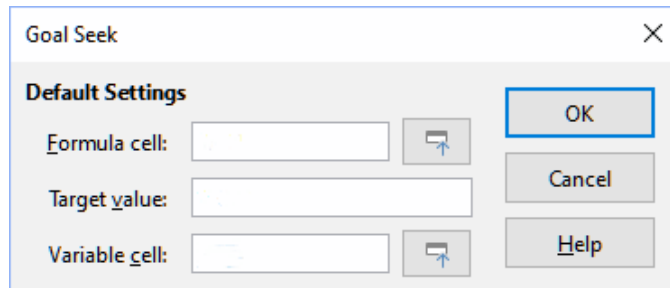 Goal Seek
Default Settings
Formula cell:
Target value:
Variable cell:
OK
Cancel
Help